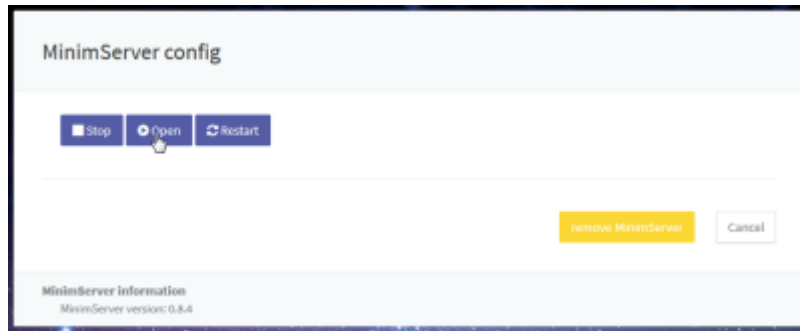 MinimServer config
Stop Open Restart
remove MinimServer Cancel
MinimServer information
MinimServer version: 0.8.4